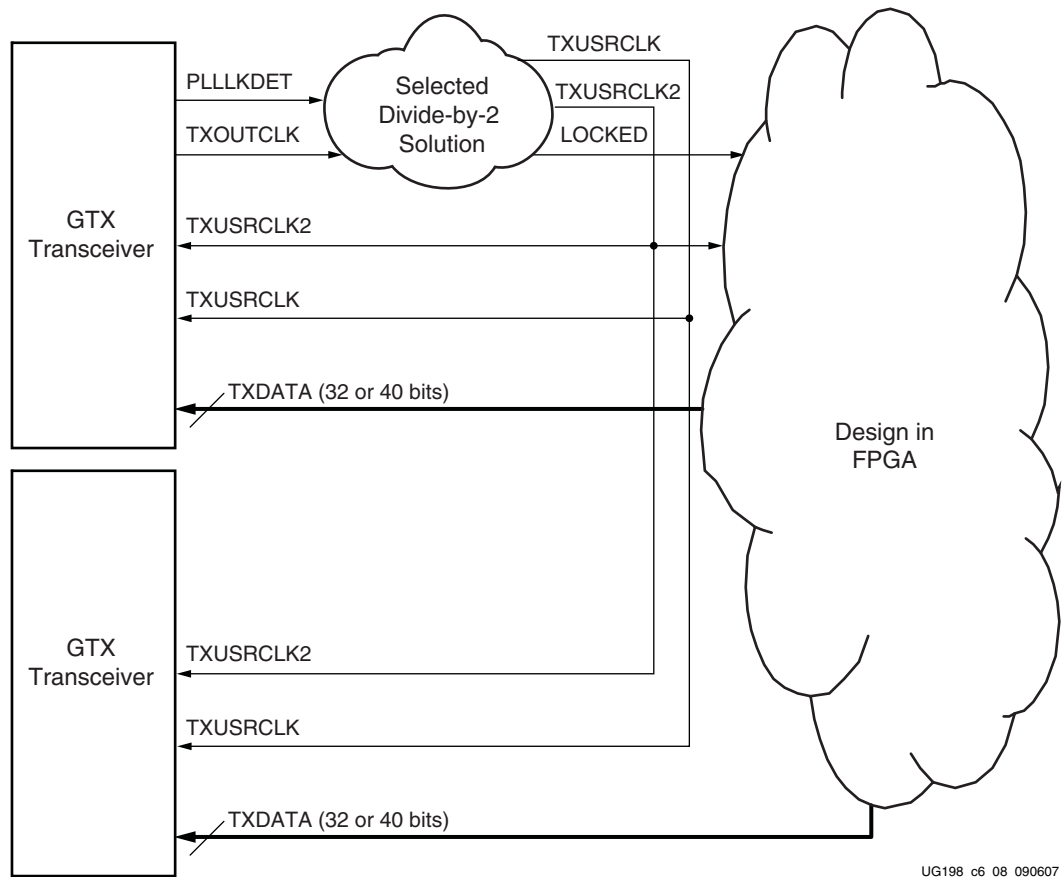 TXUSRCLK
PLLLKDET
Selected
Divide-by-2
Solution
TXUSRCLK2
TXOUTCLK
LOCKED
GTX
Transceiver
TXUSRCLK2
TXUSRCLK
TXDATA (32 or 40 bits)
Design in
FPGA
GTX
Transceiver
TXUSRCLK2
TXUSRCLK
TXDATA (32 or 40 bits)
UG198_c6_08_090607